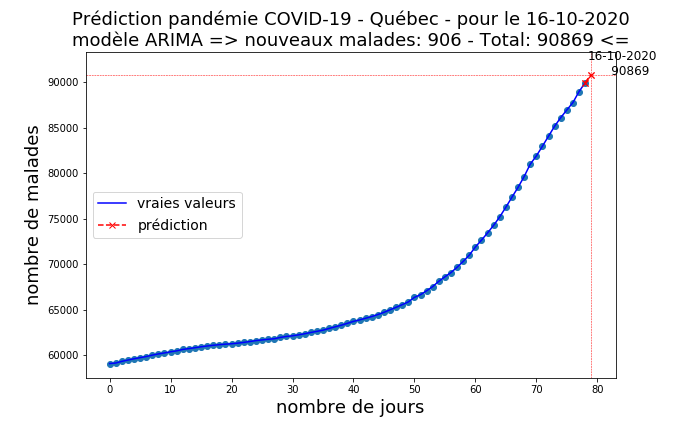 Prédiction pandémie COVID-19 - Québec - pour le 16-10-2020
modèle ARIMA => nouveaux malades: 906 - Total: 90869 <=
16-10-2020
90869
90000
85000
80000
75000
70000
65000
60000
nombre de malades
vraies valeurs
prédiction
0 10 20 30 40 50 60 70 80
nombre de jours